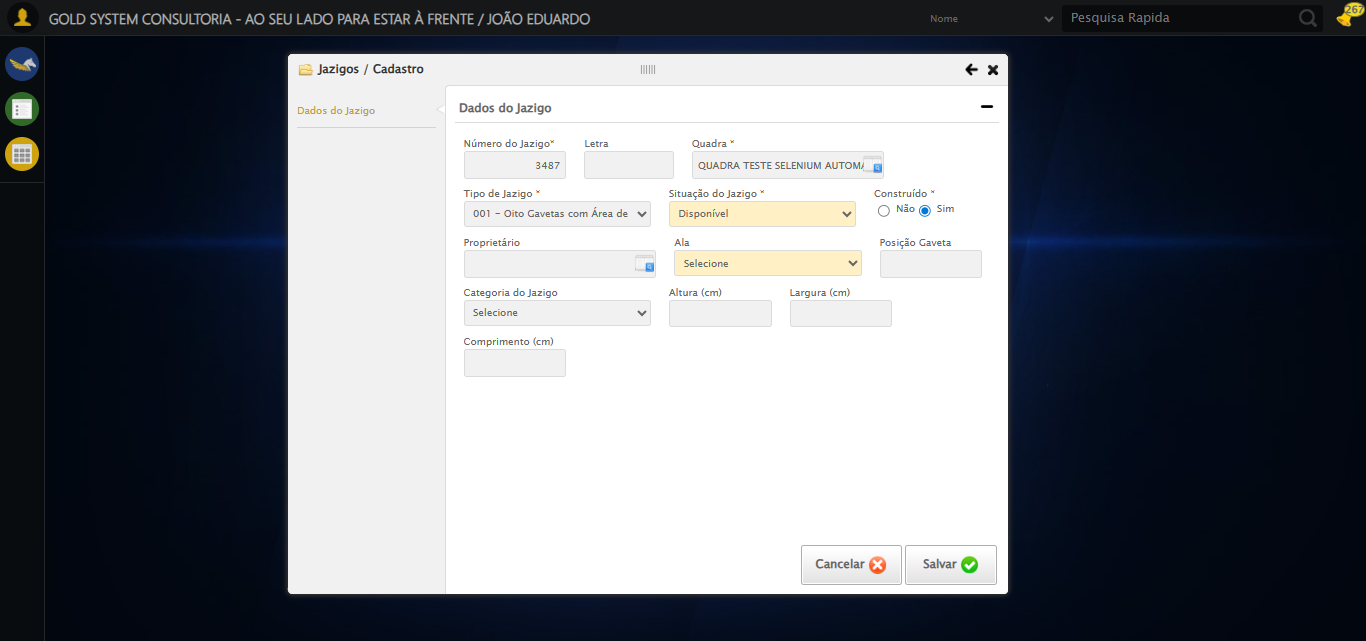 GOLD SYSTEM CONSULTORIA - AO SEU LADO PARA ESTAR À FRENTE / JOÃO EDUARDO
Nome
Pesquisa Rapida
267
Jazigos / Cadastro
Dados do Jazigo
Dados do Jazigo
Número do Jazigo* Letra Quadra *
3487 QUADRA TESTE SELENIUM AUTOMA
Tipo de Jazigo * Situação do Jazigo * Construído *
001 - Oito Gavetas com Área de Disponível Não Sim
Proprietário Ala Posição Gaveta
Selecione
Categoria do Jazigo Altura (cm) Largura (cm)
Selecione
Comprimento (cm)
Cancelar Salvar